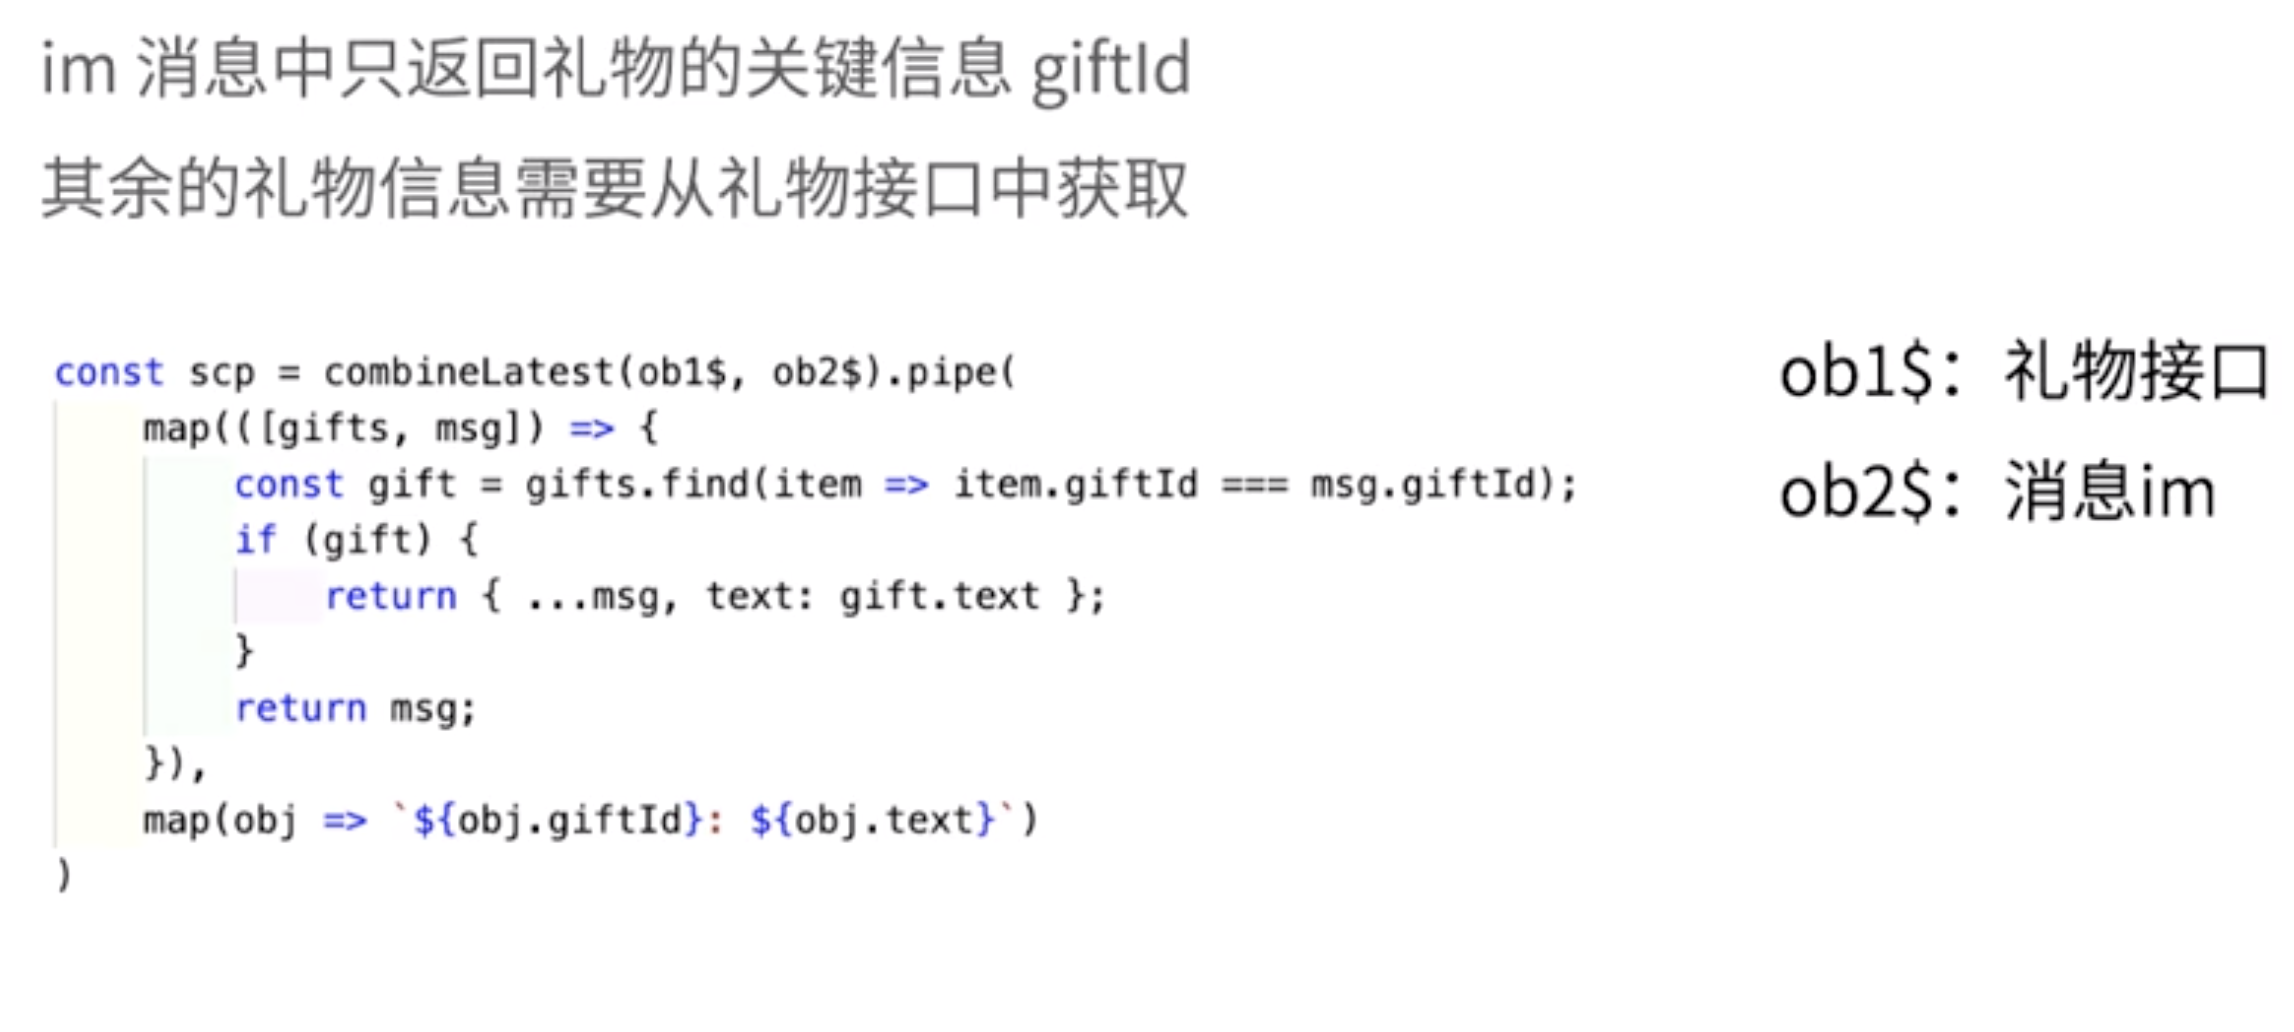 im 消息中只返回礼物的关键信息 giftId
其余的礼物信息需要从礼物接口中获取
const scp = combineLatest(ob1$, ob2$).pipe(
    map(([gifts, msg]) => {
        const gift = gifts.find(item => item.giftId === msg.giftId);
        if (gift) {
            return { ...msg, text: gift.text };
        }
        return msg;
    }),
    map(obj => `${obj.giftId}: ${obj.text}`)
)
ob1$：礼物接口
ob2$：消息im